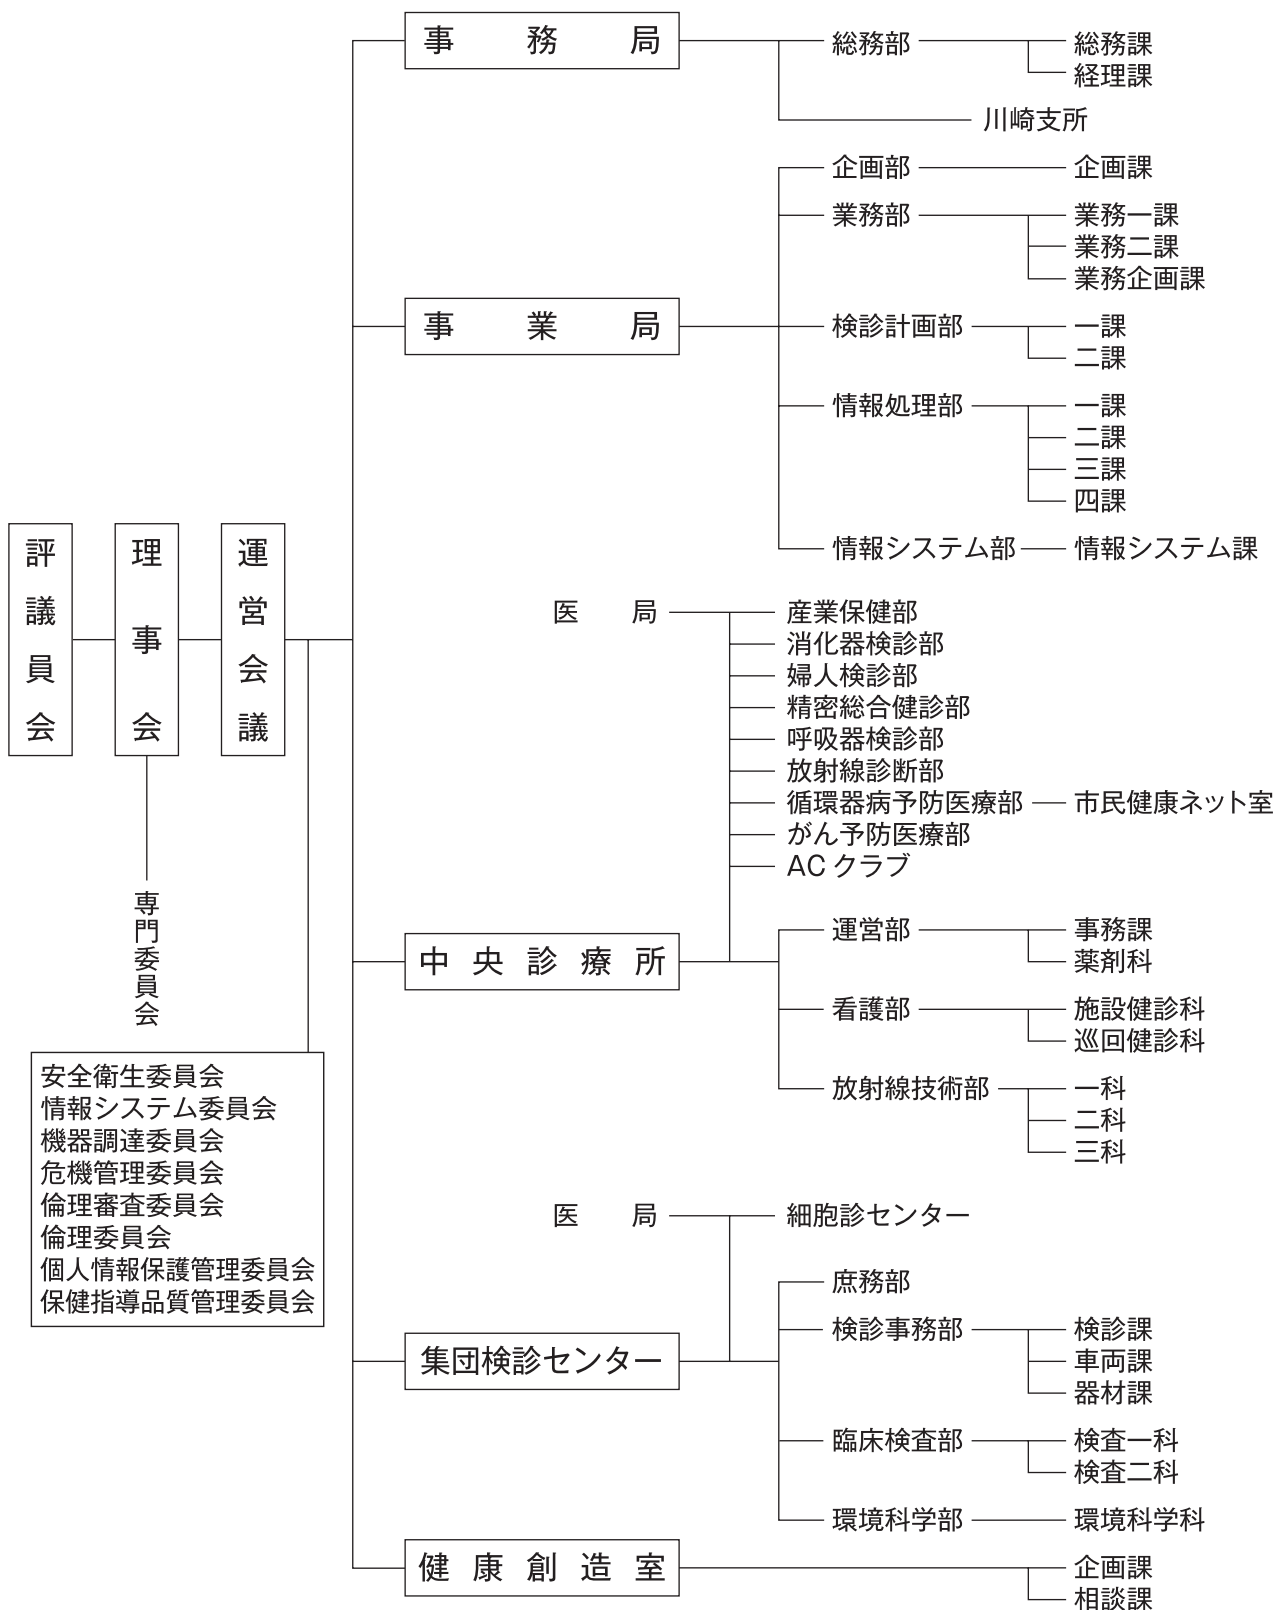 評議員会
理事会
運営会議
専門委員会
安全衛生委員会
情報システム委員会
機器調達委員会
危機管理委員会
倫理審査委員会
倫理委員会
個人情報保護管理委員会
保健指導品質管理委員会
事務局
総務部
総務課
経理課
川崎支所
事業局
企画部
企画課
業務部
業務一課
業務二課
業務企画課
検診計画部
一課
二課
情報処理部
一課
二課
三課
四課
情報システム部
情報システム課
中央診療所
医局
産業保健部
消化器検診部
婦人検診部
精密総合健診部
呼吸器検診部
放射線診断部
循環器病予防医療部
市民健康ネット室
がん予防医療部
ACクラブ
運営部
事務課
薬剤科
看護部
施設健診科
巡回健診科
放射線技術部
一科
二科
三科
集団検診センター
医局
細胞診センター
庶務部
検診事務部
検診課
車両課
器材課
臨床検査部
検査一科
検査二科
環境科学部
環境科学科
健康創造室
企画課
相談課